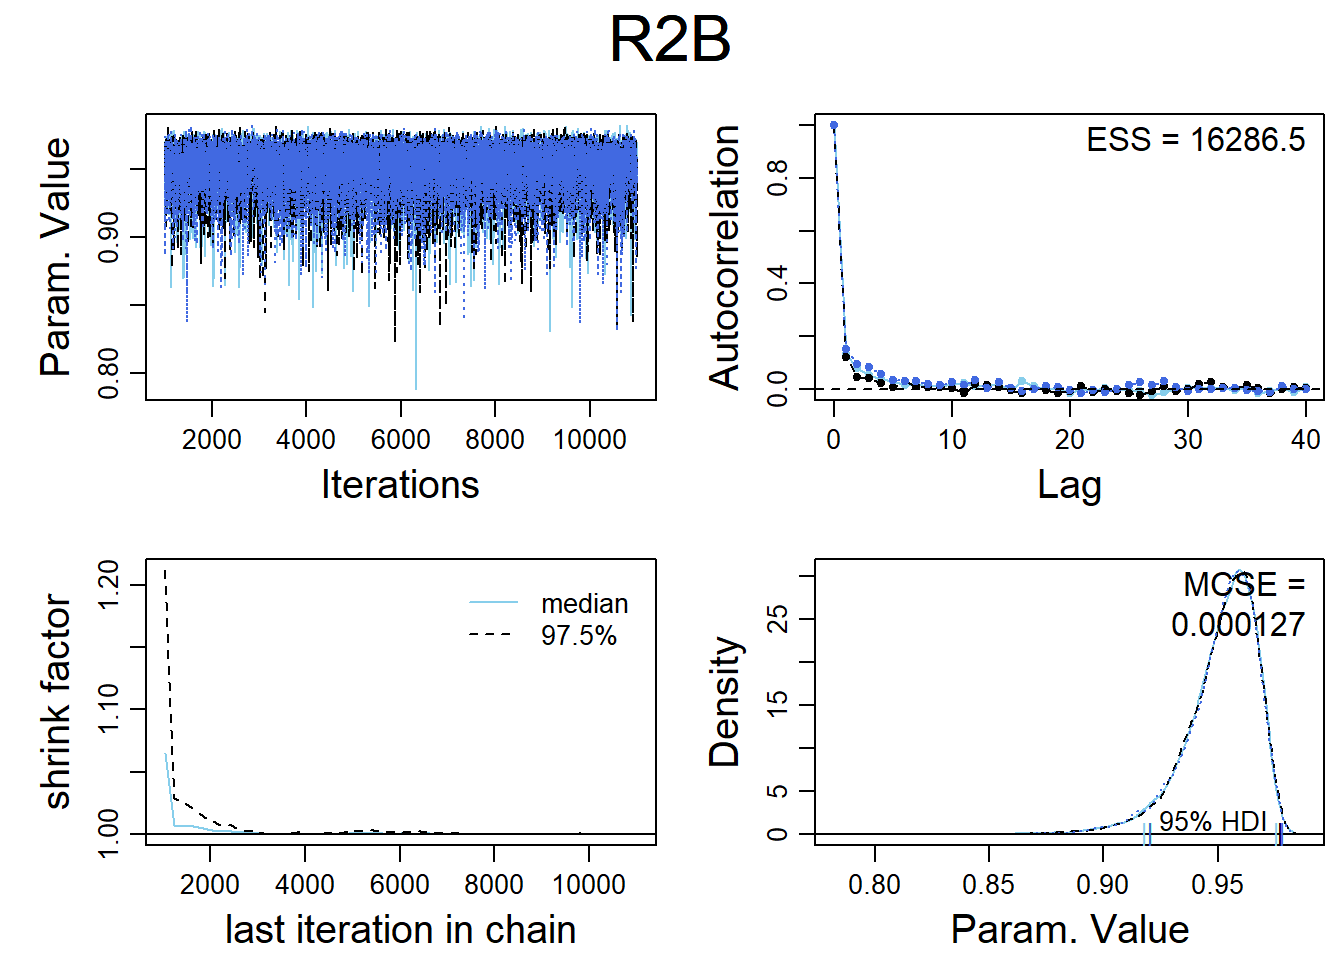 R2B
Param. Value
0.80
0.90
2000 4000 6000 8000 10000
Iterations
Autocorrelation
0.0
0.4
0.8
ESS = 16286.5
0 10 20 30 40
Lag
shrink factor
1.00
1.10
1.20
median
97.5%
2000 4000 6000 8000 10000
last iteration in chain
Density
0
5
15
25
MCSE =
0.000127
95% HDI
0.80 0.85 0.90 0.95
Param. Value